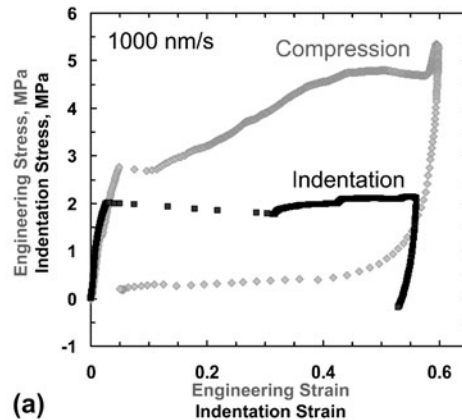 6
5
4
3
2
1
0
-1
Engineering Stress, MPa
Indentation Stress, MPa
1000 nm/s
Compression
Indentation
0
0.2
0.4
0.6
Engineering Strain
Indentation Strain
(a)